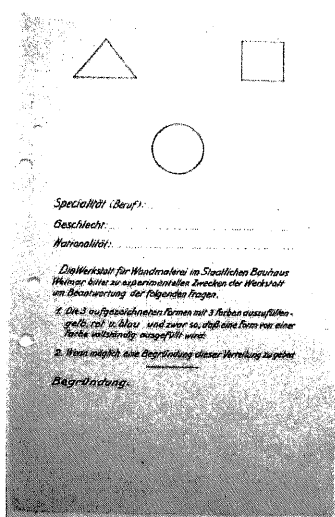 Specialität (Beruf):
Geschlecht:
Nationalität:
Die Werkstatt für Wandmalerei im Staatlichen Bauhaus
Weimar bittet zu experimentellen Zwecken der Werkstatt
um Beantwortung der folgenden Fragen.
1. Die 3 aufgezeichneten Formen mit 3 Farben auszufüllen-
gelb, rot u. blau und zwar so, daß eine Form von einer
Farbe vollständig ausgefüllt wird.
2. Wenn möglich eine Begründung dieser Verteilung zu geben
Begründung.